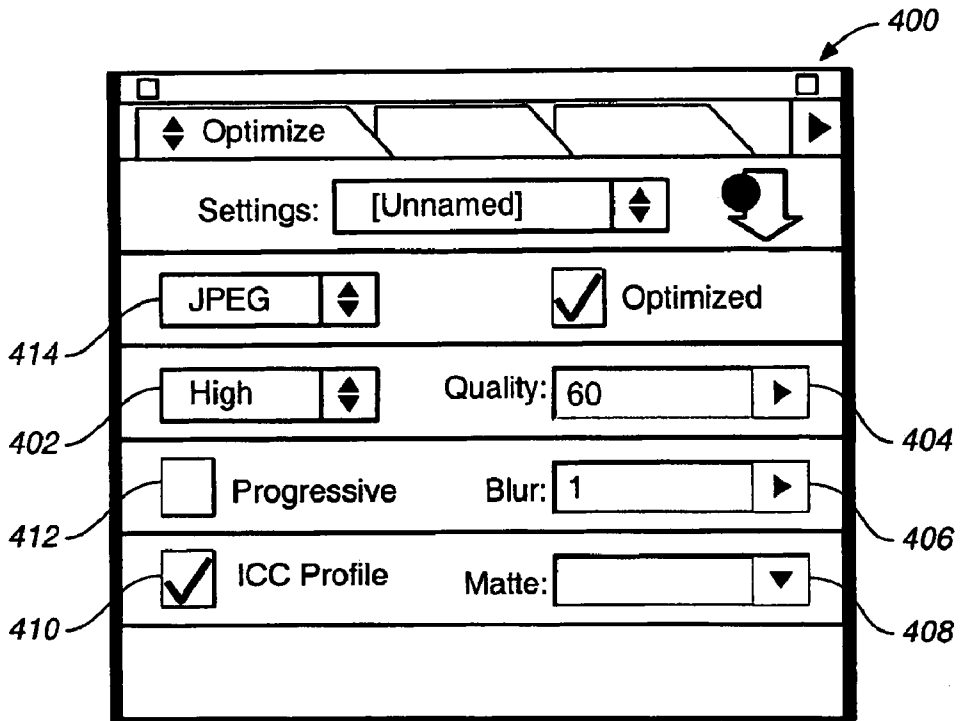 400
Optimize
Settings: [Unnamed]
JPEG Optimized
414
High Quality: 60
402 404
Progressive Blur: 1
412 406
ICC Profile Matte:
410 408